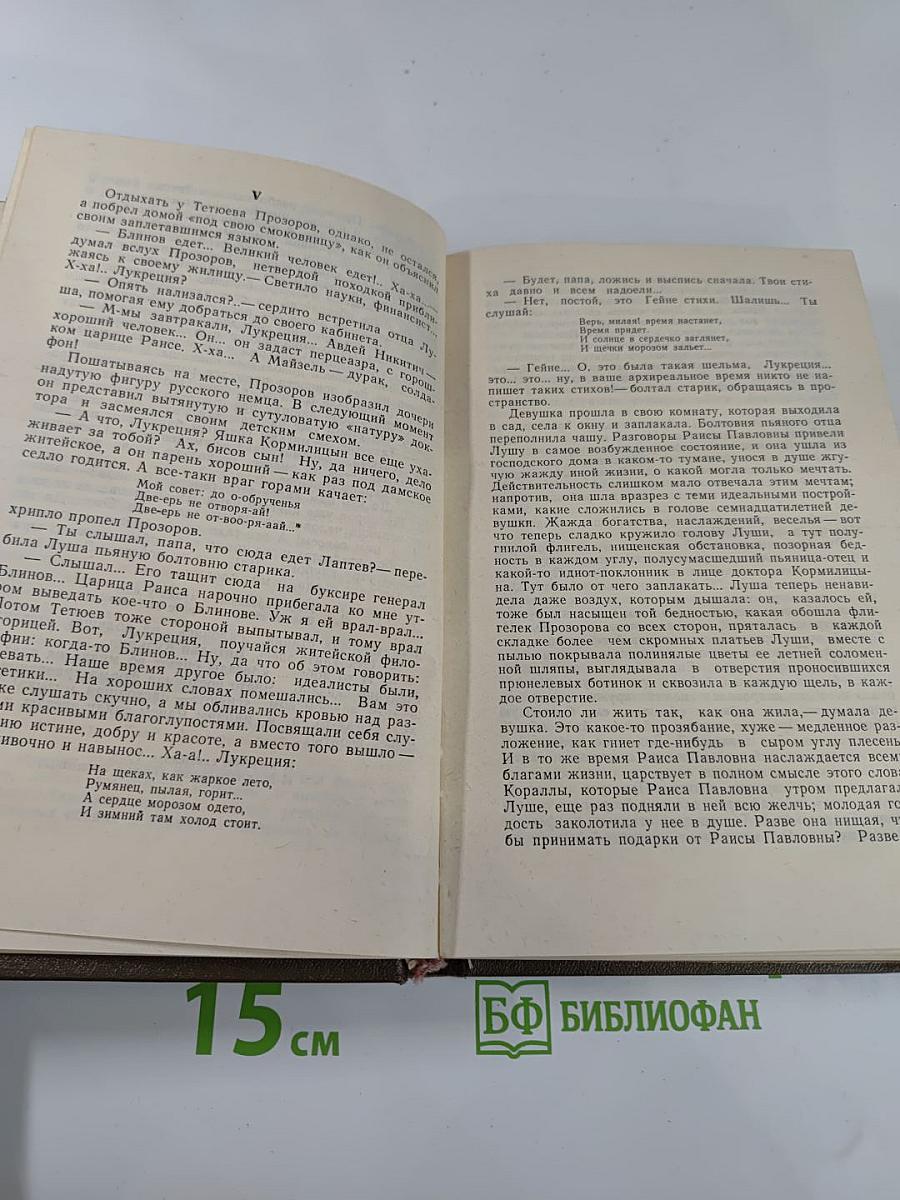 V
Отдыхать у Тетюева Прозоров, однако, не остался,
а побрел домой «под свою смоковницу», как он объяснил
своим заплетавшимся языком.
— Блинов едет... Великий человек едет!.. Ха-ха...—
думал вслух Прозоров, нетвердой походкой прибли-
жаясь к своему жилищу.— Светило науки, финансист...
Х-ха!.. Лукреция?
— Опять нализался?..— сердито встретила отца Лу-
ша, помогая ему добраться до своего кабинета.
— М-мы завтракали, Лукреция... Авдей Никитич —
хороший человек... Он... он задаст перцеазра, с горош-
ком царице Раисе. Х-ха... А Майзель — дурак, солда-
фон!
Пошатываясь на месте, Прозоров изобразил дочери
надутую фигуру русского немца. В следующий момент
он представил вытянутую и сутуловатую «натуру» док-
тора и засмеялся своим детским смехом.
— А что, Лукреция? Яшка Кормилицын все еще уха-
живает за тобой? Ах, бисов сын! Ну, да ничего, дело
житейское, а он парень хороший — как раз под дамское
седло годится. А все-таки враг горами качает:
Мой совет: до о-обрученья
Две-ерь не отворя-ай!
Две-ерь не от-воо-ря-аай...*
хрипло пропел Прозоров.
— Ты слышал, папа, что сюда едет Лаптев?— пере-
била Луша пьяную болтовню старика.
— Слышал... Его тащит сюда на буксире генерал
Блинов... Царица Раиса нарочно прибегала ко мне ут-
ром выведать кое-что о Блинове. Уж я ей врал-врал...
Потом Тетюев тоже стороной выпытывал, и тому врал
сторицей. Вот, Лукреция, поучайся житейской фило-
фии: когда-то Блинов... Ну, да что об этом говорить:
евать... Наше время другое было: идеалисты были,
етики... На хороших словах помешались... Вам это
же слушать скучно, а мы обливались кровью над раз-
ми красивыми благоглупостями. Посвящали себя слу-
ию истине, добру и красоте, а вместо того вышло —
ивочно и навынос... Ха-а!.. Лукреция:
На щеках, как жаркое лето,
Румянец, пылая, горит...
А сердце морозом одето,
И зимний там холод стоит.
— Будет, папа, ложись и выспись сначала. Твои сти-
ха давно и всем надоели...
— Нет, постой, это Гейне стихи. Шалишь... Ты
слушай:
Верь, милая! время настанет,
Время придет.
И солнце в сердечко заглянет,
И щечки морозом зальет...
— Гейне... О, это была такая шельма, Лукреция...
это... это... ну, в ваше архиреальное время никто не на-
пишет таких стихов!— болтал старик, обращаясь в про-
странство.
Девушка прошла в свою комнату, которая выходила
в сад, села к окну и заплакала. Болтовня пьяного отца
переполнила чашу. Разговоры Раисы Павловны привели
Лушу в самое возбужденное состояние, и она ушла из
господского дома в каком-то тумане, унося в душе жгу-
чую жажду иной жизни, о какой могла только мечтать.
Действительность слишком мало отвечала этим мечтам;
напротив, она шла вразрез с теми идеальными построй-
ками, какие сложились в голове семнадцатилетней де-
вушки. Жажда богатства, наслаждений, веселья — вот
что теперь сладко кружило голову Луши, а тут полу-
гнилой флигель, нищенская обстановка, позорная бед-
ность в каждом углу, полусумасшедший пьяница-отец и
какой-то идиот-поклонник в лице доктора Кормилицы-
на. Тут было от чего заплакать... Луша теперь ненави-
дела даже воздух, которым дышала: он, казалось ей,
тоже был насыщен той бедностью, какая обошла фли-
гелек Прозорова со всех сторон, пряталась в каждой
складке более чем скромных платьев Луши, вместе с
пылью покрывала полинялые цветы ее летней соломен-
ной шляпы, выглядывала в отверстия проносившихся
прюнелевых ботинок и сквозила в каждую щель, в каж-
дое отверстие.
Стоило ли жить так, как она жила,— думала де-
вушка. Это какое-то прозябание, хуже — медленное раз-
ложение, как гниет где-нибудь в сыром углу плесень.
И в то же время Раиса Павловна наслаждается всеми
благами жизни, царствует в полном смысле этого слова
Кораллы, которые Раиса Павловна утром предлагал
Луше, еще раз подняли в ней всю желчь; молодая го
дость заколотила у нее в душе. Разве она нищая, чт
бы принимать подарки от Раисы Павловны? Разве
15 см
БФ БИБЛИОФАН